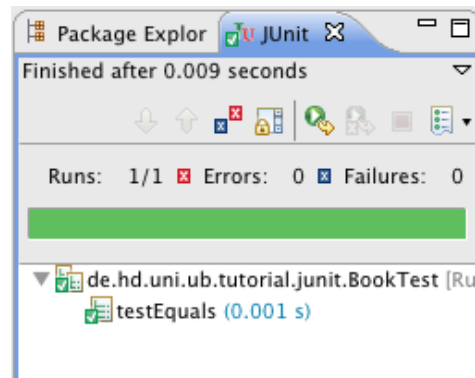 Package Explor JUnit
Finished after 0.009 seconds
Runs: 1/1 Errors: 0 Failures: 0
de.hd.uni.ub.tutorial.junit.BookTest [Ru
testEquals (0.001 s)